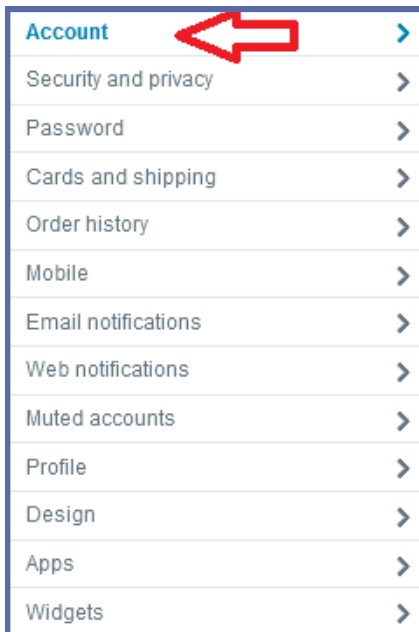 Account
Security and privacy
Password
Cards and shipping
Order history
Mobile
Email notifications
Web notifications
Muted accounts
Profile
Design
Apps
Widgets